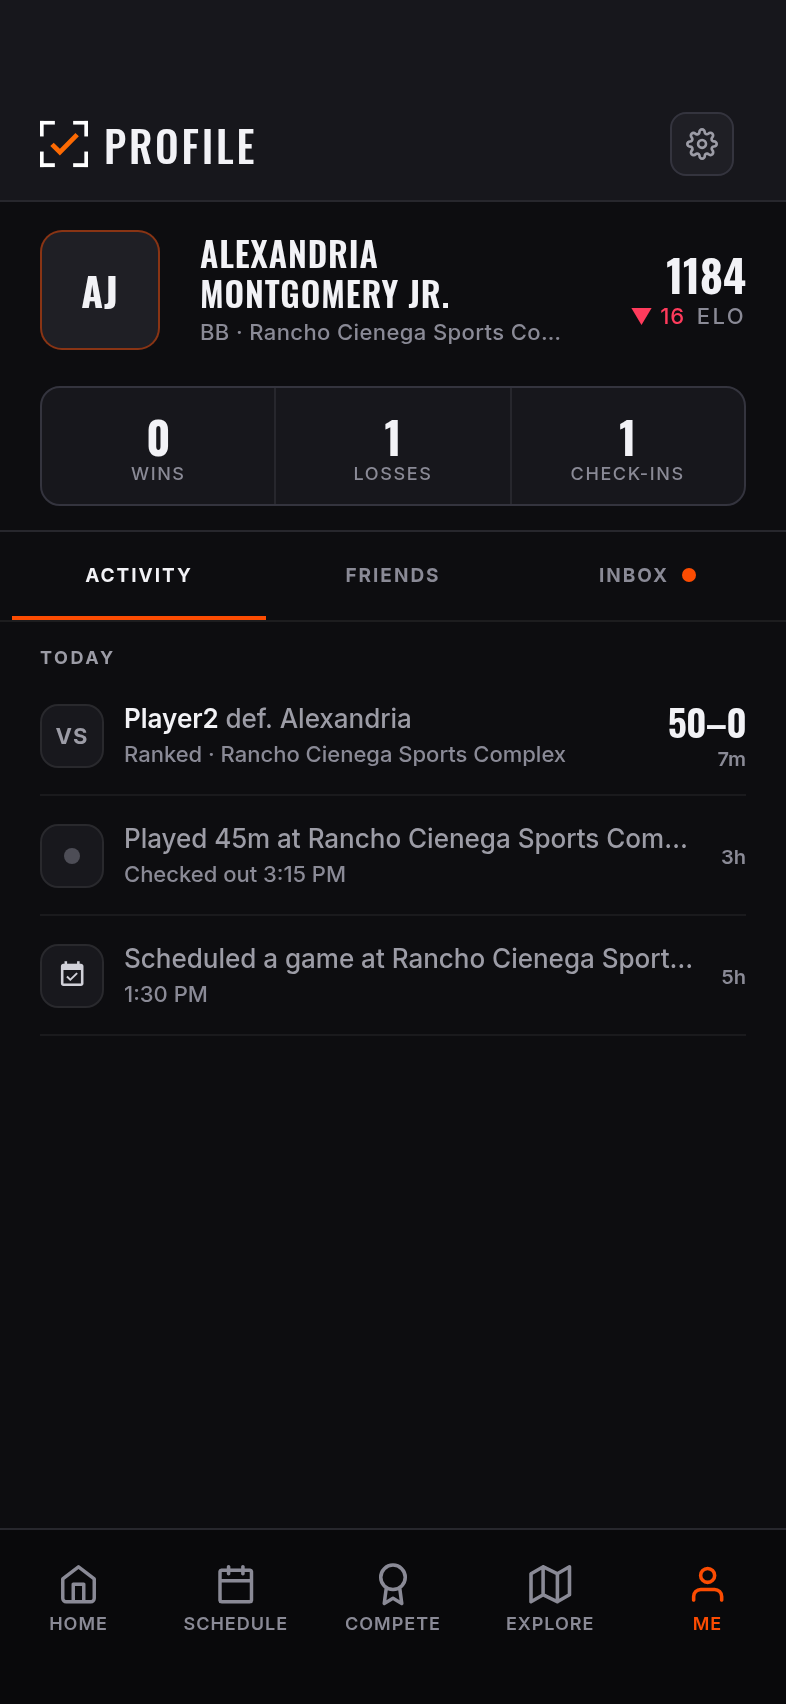 PROFILE
AJ
ALEXANDRIA
MONTGOMERY JR.
BB · Rancho Cienega Sports Co...
1184
▼ 16 ELO
0
WINS
1
LOSSES
1
CHECK-INS
ACTIVITY
FRIENDS
INBOX
TODAY
VS
Player2 def. Alexandria
Ranked · Rancho Cienega Sports Complex
50–0
7m
Played 45m at Rancho Cienega Sports Com...
Checked out 3:15 PM
3h
Scheduled a game at Rancho Cienega Sport...
1:30 PM
5h
HOME
SCHEDULE
COMPETE
EXPLORE
ME